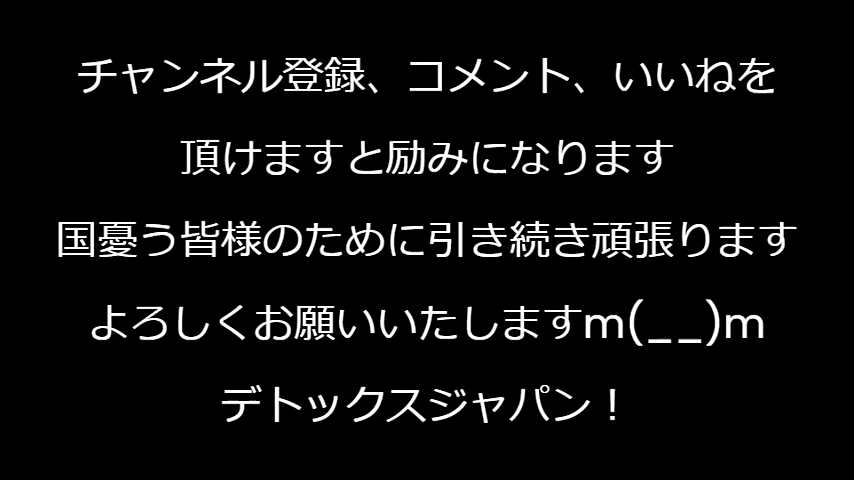 チャンネル登録、コメント、いいねを
頂けますと励みになります
国憂う皆様のために引き続き頑張ります
よろしくお願いいたしますm(__)m
デトックスジャパン！